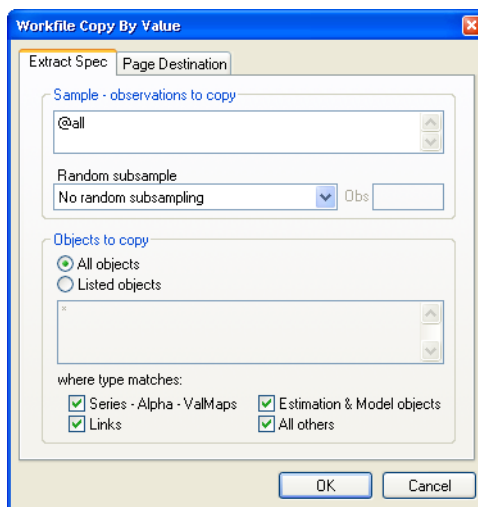 Workfile Copy By Value
Extract Spec Page Destination
Sample - observations to copy
@all
Random subsample
No random subsampling Obs
Objects to copy
All objects
Listed objects
*
where type matches:
Series - Alpha - ValMaps Estimation & Model objects
Links All others
OK Cancel